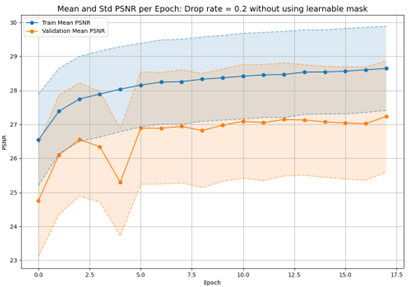 Mean and Std PSNR per Epoch: Drop rate = 0.2 without using learnable mask
Train Mean PSNR
Validation Mean PSNR
30
29
28
27
26
25
24
23
PSNR
0.0 2.5 5.0 7.5 10.0 12.5 15.0 17.5
Epoch